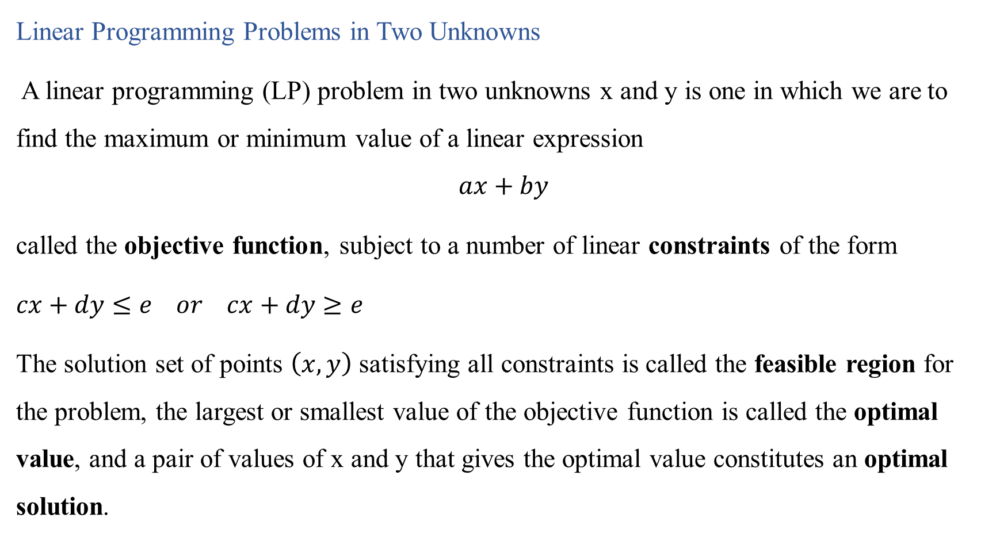 Linear Programming Problems in Two Unknowns
A linear programming (LP) problem in two unknowns x and y is one in which we are to
find the maximum or minimum value of a linear expression
ax + by
called the objective function, subject to a number of linear constraints of the form
cx + dy ≤ e or cx + dy ≥ e
The solution set of points (x, y) satisfying all constraints is called the feasible region for
the problem, the largest or smallest value of the objective function is called the optimal
value, and a pair of values of x and y that gives the optimal value constitutes an optimal
solution.